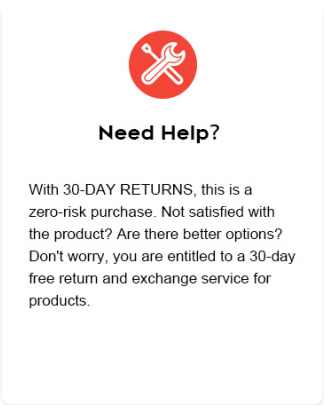 Need Help?
With 30-DAY RETURNS, this is a
zero-risk purchase. Not satisfied with
the product? Are there better options?
Don't worry, you are entitled to a 30-day
free return and exchange service for
products.